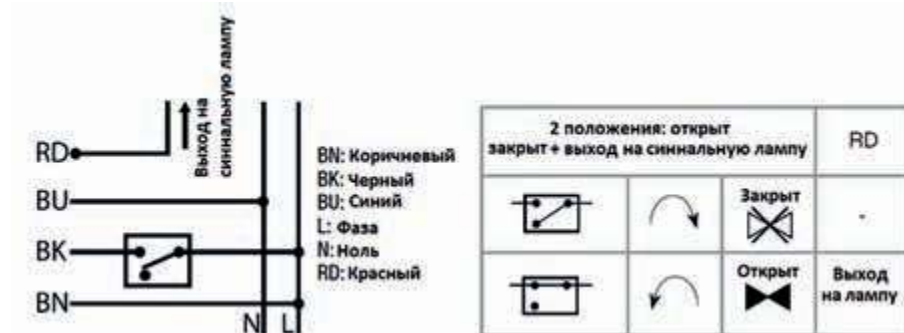 Выход на
синнальную лампу
RD
BU
BK
BN
N L
BN: Коричневый
BK: Черный
BU: Синий
L: Фаза
N: Ноль
RD: Красный
2 положения: открыт
закрыт + выход на синнальную лампу
RD
Закрыт
-
Открыт
Выход
на лампу